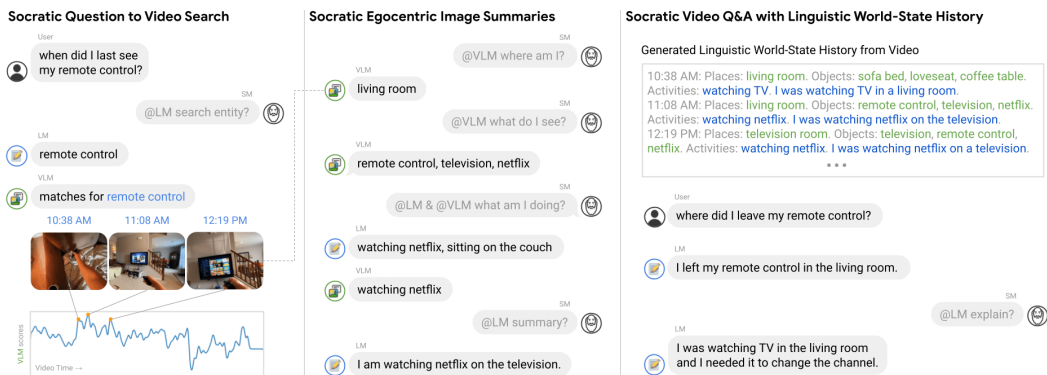 Socratic Question to Video Search
User
when did I last see
my remote control?
SM
@LM search entity?
LM
remote control
VLM
matches for remote control
10:38 AM
11:08 AM
12:19 PM
VLM scores
Video Time →
Socratic Egocentric Image Summaries
SM
@VLM where am I?
VLM
living room
SM
@VLM what do I see?
VLM
remote control, television, netflix
SM
@LM & @VLM what am I doing?
LM
watching netflix, sitting on the couch
VLM
watching netflix
SM
@LM summary?
LM
I am watching netflix on the television.
Socratic Video Q&A with Linguistic World-State History
Generated Linguistic World-State History from Video
10:38 AM: Places: living room. Objects: sofa bed, loveseat, coffee table.
Activities: watching TV. I was watching TV in a living room.
11:08 AM: Places: living room. Objects: remote control, television, netflix.
Activities: watching netflix. I was watching netflix on the television.
12:19 PM: Places: television room. Objects: television, remote control,
netflix. Activities: watching netflix. I was watching netflix on a television.
•••
User
where did I leave my remote control?
LM
I left my remote control in the living room.
SM
@LM explain?
LM
I was watching TV in the living room
and I needed it to change the channel.